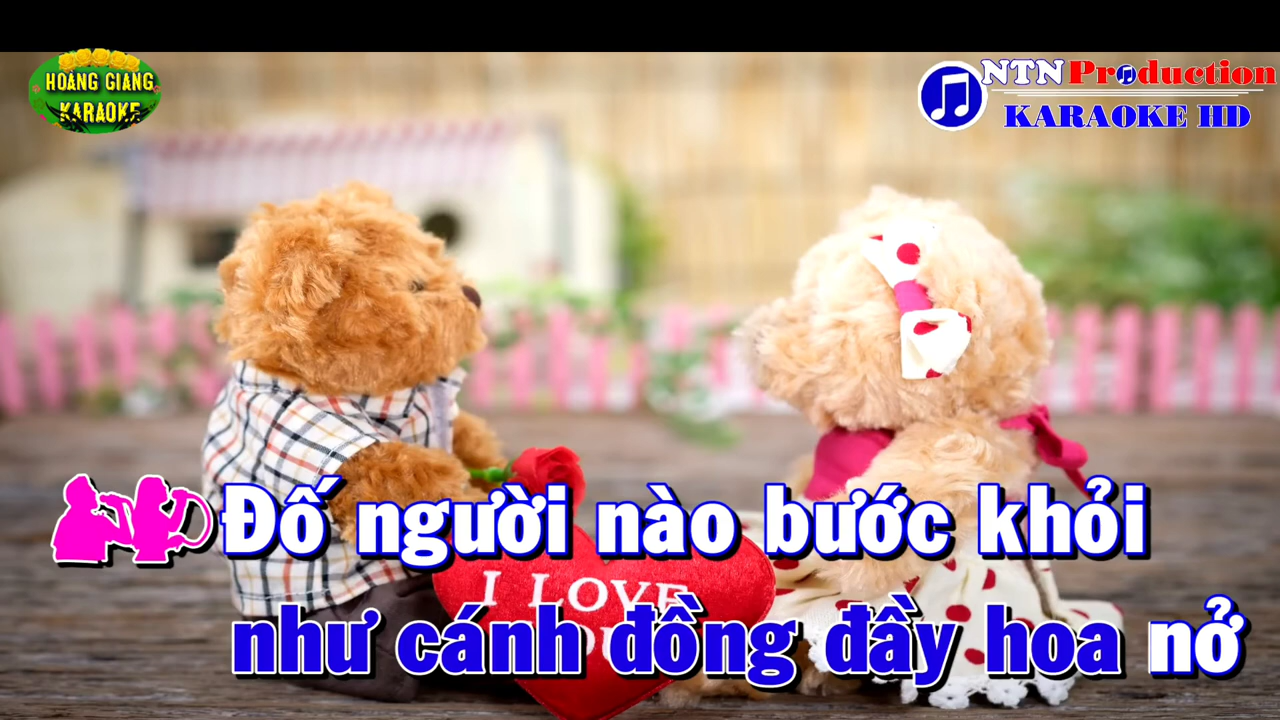 HOÀNG GIANG
KARAOKE
NTN Production
KARAOKE HD
Đố người nào bước khỏi
I LOVE
như cánh đồng đầy hoa nở